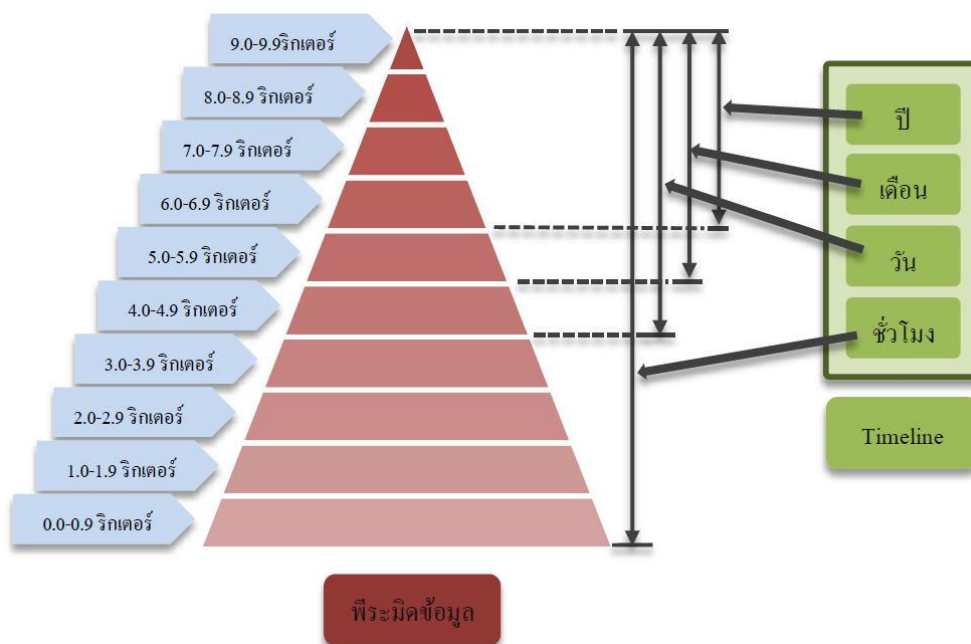 9.0-9.9ริกเตอร์
8.0-8.9 ริกเตอร์
7.0-7.9 ริกเตอร์
6.0-6.9 ริกเตอร์
5.0-5.9 ริกเตอร์
4.0-4.9 ริกเตอร์
3.0-3.9 ริกเตอร์
2.0-2.9 ริกเตอร์
1.0-1.9 ริกเตอร์
0.0-0.9 ริกเตอร์
พีระมิดข้อมูล
ปี
เดือน
วัน
ชั่วโมง
Timeline